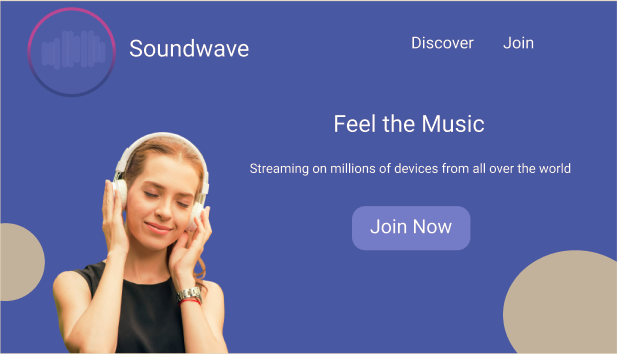 Soundwave
Discover
Join
Feel the Music
Streaming on millions of devices from all over the world
Join Now